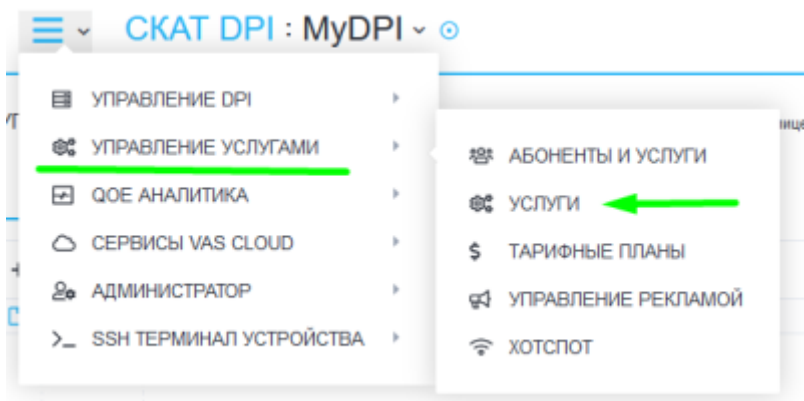 СКАТ DPI : MyDPI
УПРАВЛЕНИЕ DPI
УПРАВЛЕНИЕ УСЛУГАМИ
QOE АНАЛИТИКА
СЕРВИСЫ VAS CLOUD
АДМИНИСТРАТОР
SSH ТЕРМИНАЛ УСТРОЙСТВА
АБОНЕНТЫ И УСЛУГИ
УСЛУГИ
ТАРИФНЫЕ ПЛАНЫ
УПРАВЛЕНИЕ РЕКЛАМОЙ
ХОТСПОТ